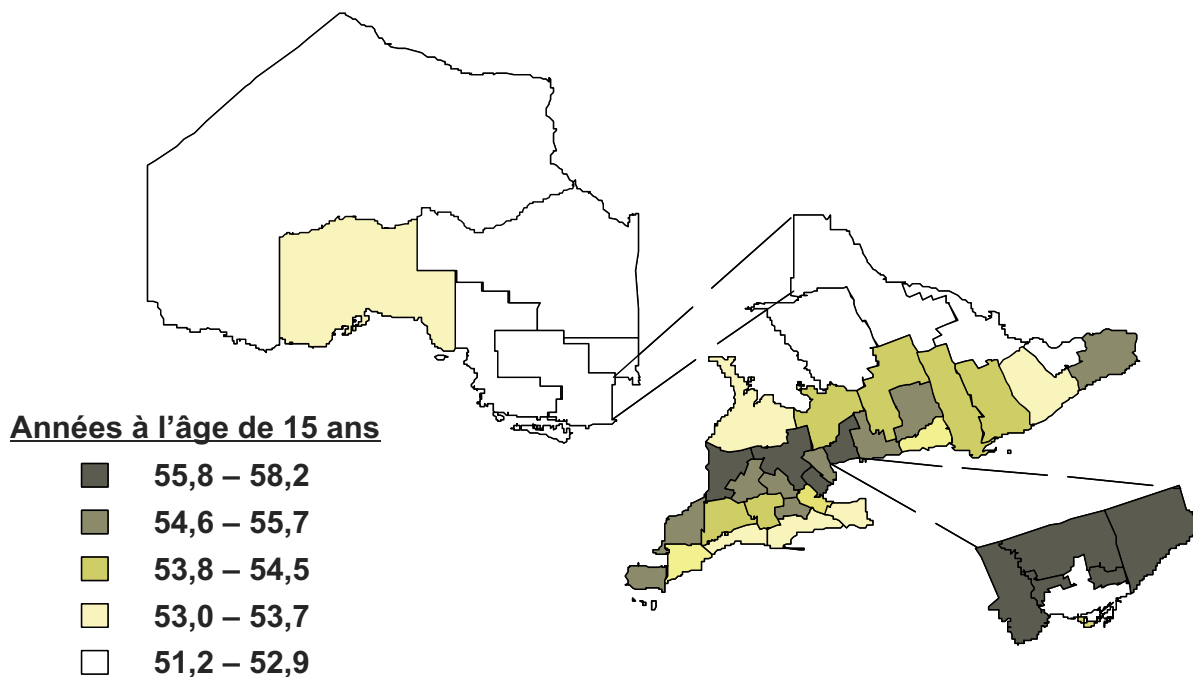 Années à l’âge de 15 ans
55,8 – 58,2
54,6 – 55,7
53,8 – 54,5
53,0 – 53,7
51,2 – 52,9